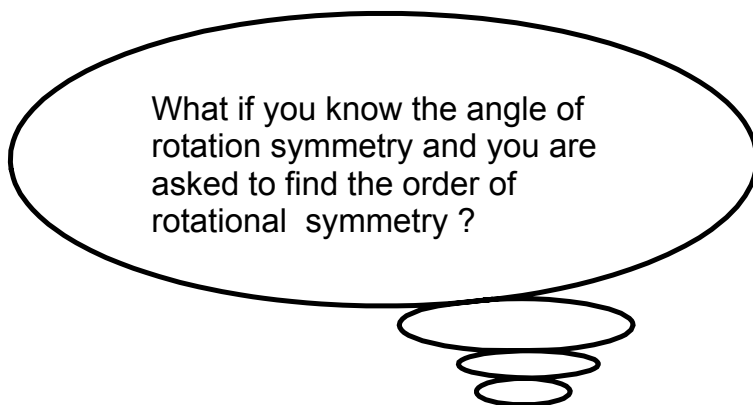 What if you know the angle of
rotation symmetry and you are
asked to find the order of
rotational  symmetry ?